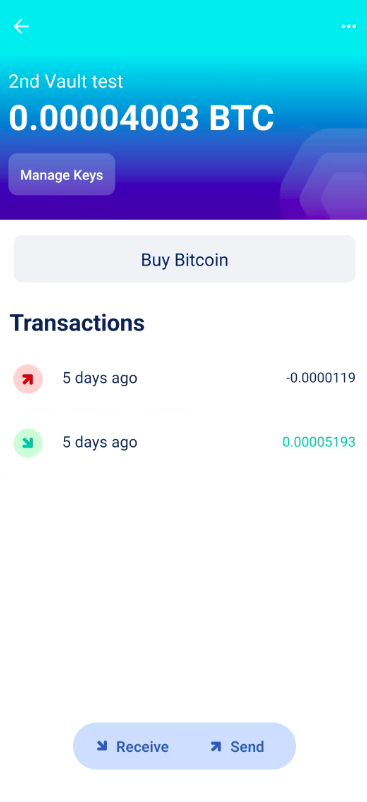 2nd Vault test
0.00004003 BTC
Manage Keys
Buy Bitcoin
Transactions
5 days ago -0.0000119
5 days ago 0.00005193
Receive Send